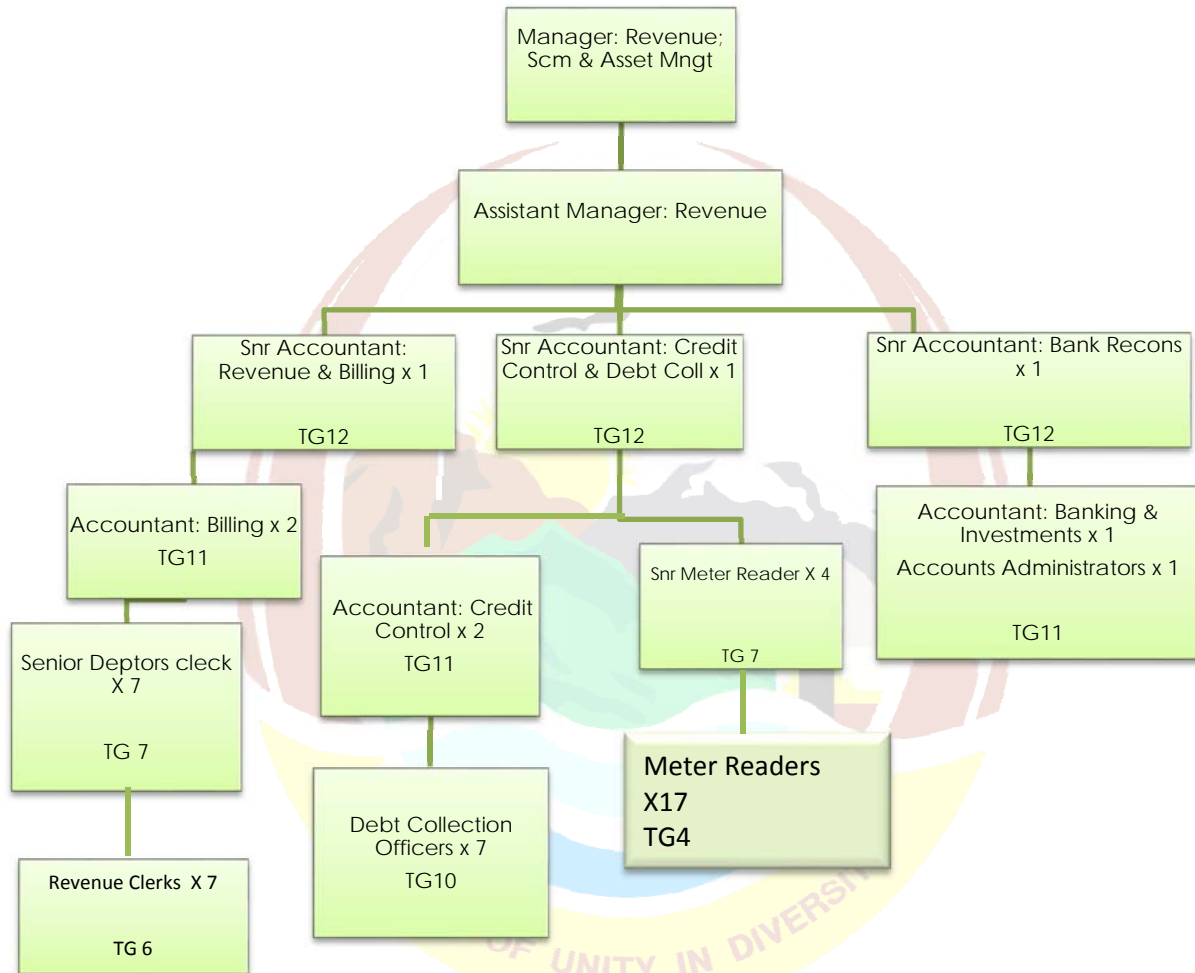 Manager: Revenue;
Scm & Asset Mngt
Assistant Manager: Revenue
Snr Accountant:
Revenue & Billing x 1
TG12
Snr Accountant: Credit
Control & Debt Coll x 1
TG12
Snr Accountant: Bank Recons
x 1
TG12
Accountant: Billing x 2
TG11
Accountant: Credit
Control x 2
TG11
Snr Meter Reader X 4
TG 7
Accountant: Banking &
Investments x 1
Accounts Administrators x 1
TG11
Senior Deptors cleck
X 7
TG 7
Debt Collection
Officers x 7
TG10
Meter Readers
X17
TG4
Revenue Clerks X 7
TG 6
OF UNITY IN